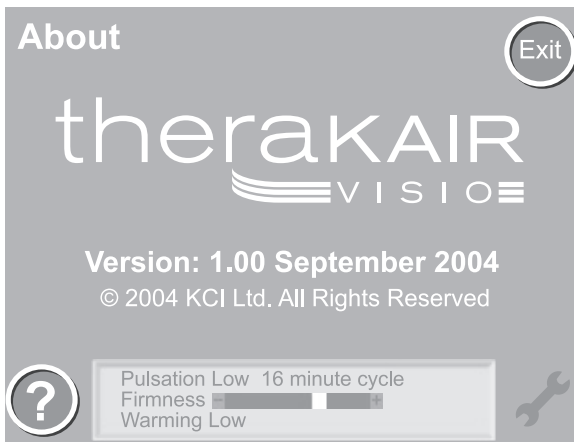 About
Exit
theraKAIR
VISIO
Version: 1.00 September 2004
© 2004 KCI Ltd. All Rights Reserved
?
Pulsation Low 16 minute cycle
Firmness - +
Warming Low